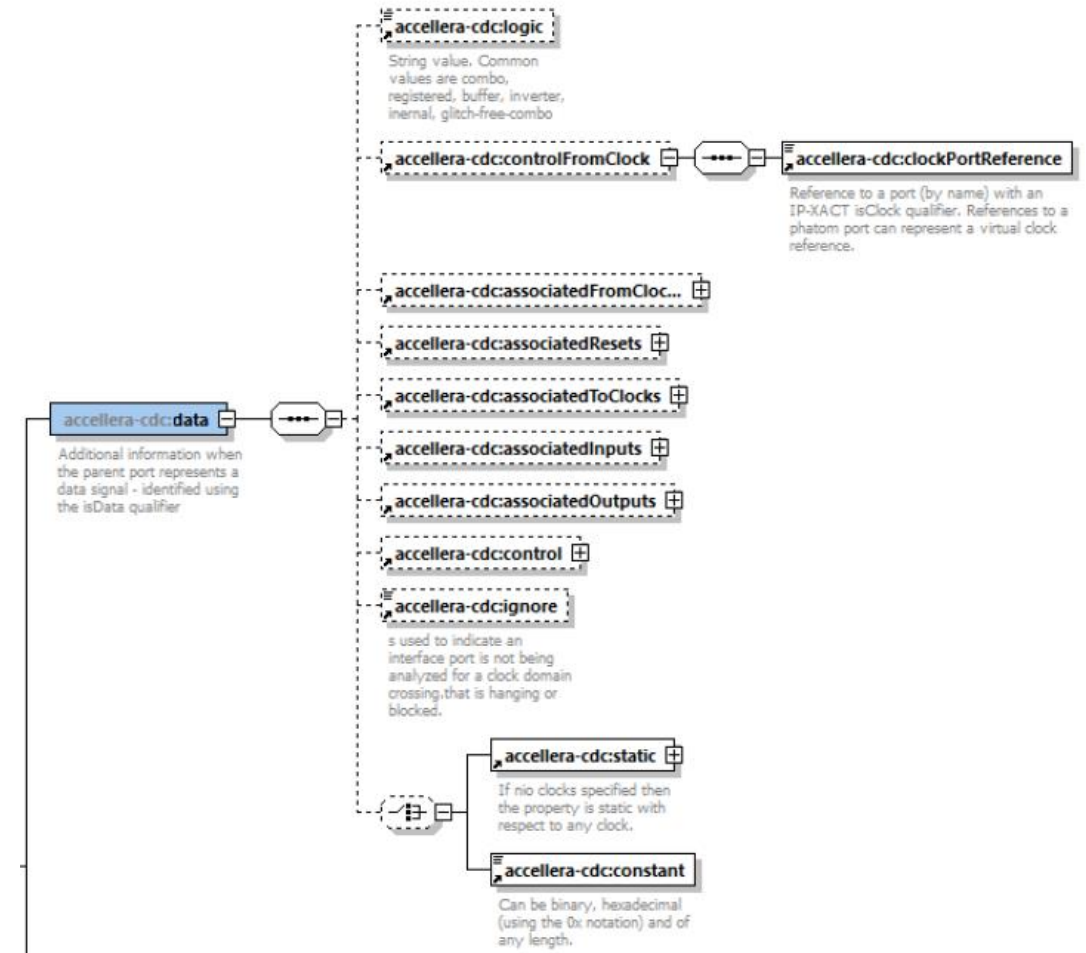 accellera-cdc:logic
String value. Common
values are combo,
registered, buffer, inverter,
inernal, glitch-free-combo
accellera-cdc:controlFromClock
accellera-cdc:clockPortReference
Reference to a port (by name) with an
IP-XACT isClock qualifier. References to a
phatom port can represent a virtual clock
reference.
accellera-cdc:associatedFromCloc...
accellera-cdc:associatedResets
accellera-cdc:associatedToClocks
accellera-cdc:data
Additional information when
the parent port represents a
data signal - identified using
the isData qualifier
accellera-cdc:associatedInputs
accellera-cdc:associatedOutputs
accellera-cdc:control
accellera-cdc:ignore
s used to indicate an
interface port is not being
analyzed for a clock domain
crossing.that is hanging or
blocked.
accellera-cdc:static
If nio clocks specified then
the property is static with
respect to any clock.
accellera-cdc:constant
Can be binary, hexadecimal
(using the 0x notation) and of
any length.